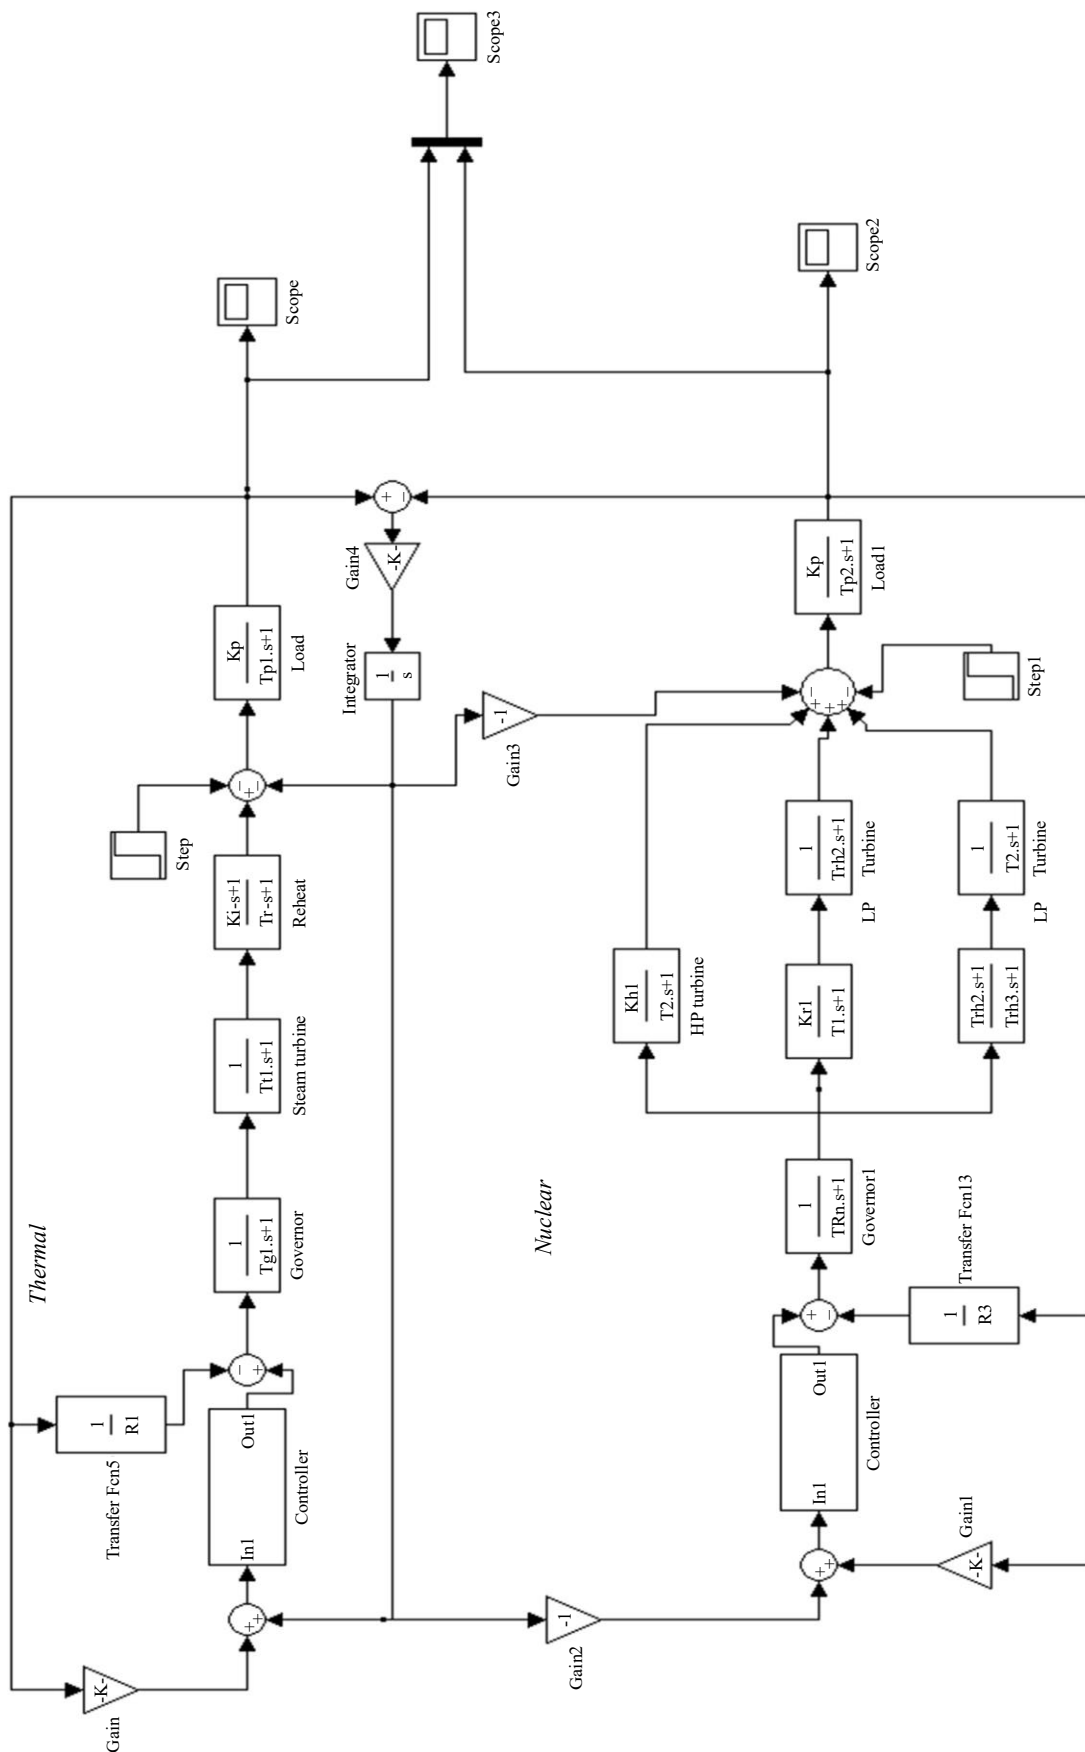 Thermal
Gain
-K-
Transfer Fcn5
1
R1
+
+
In1
Out1
Controller
−
+
1
Tg1.s+1
Governor
1
Tt1.s+1
Steam turbine
Ki-s+1
Tr-s+1
Reheat
Step
−
+
−
Kp
Tp1.s+1
Load
Scope
Scope3
+
−
Gain4
-K-
Integrator
1
s
Gain3
-1
Gain2
-1
Nuclear
+
+
Gain1
-K-
In1
Out1
Controller
+
−
1
R3
Transfer Fcn13
1
TRn.s+1
Governor1
Kh1
T2.s+1
HP turbine
Kr1
T1.s+1
1
Trh2.s+1
LP Turbine
Trh2.s+1
Trh3.s+1
1
T2.s+1
LP Turbine
−
+
+
+
−
Step1
Kp
Tp2.s+1
Load1
Scope2